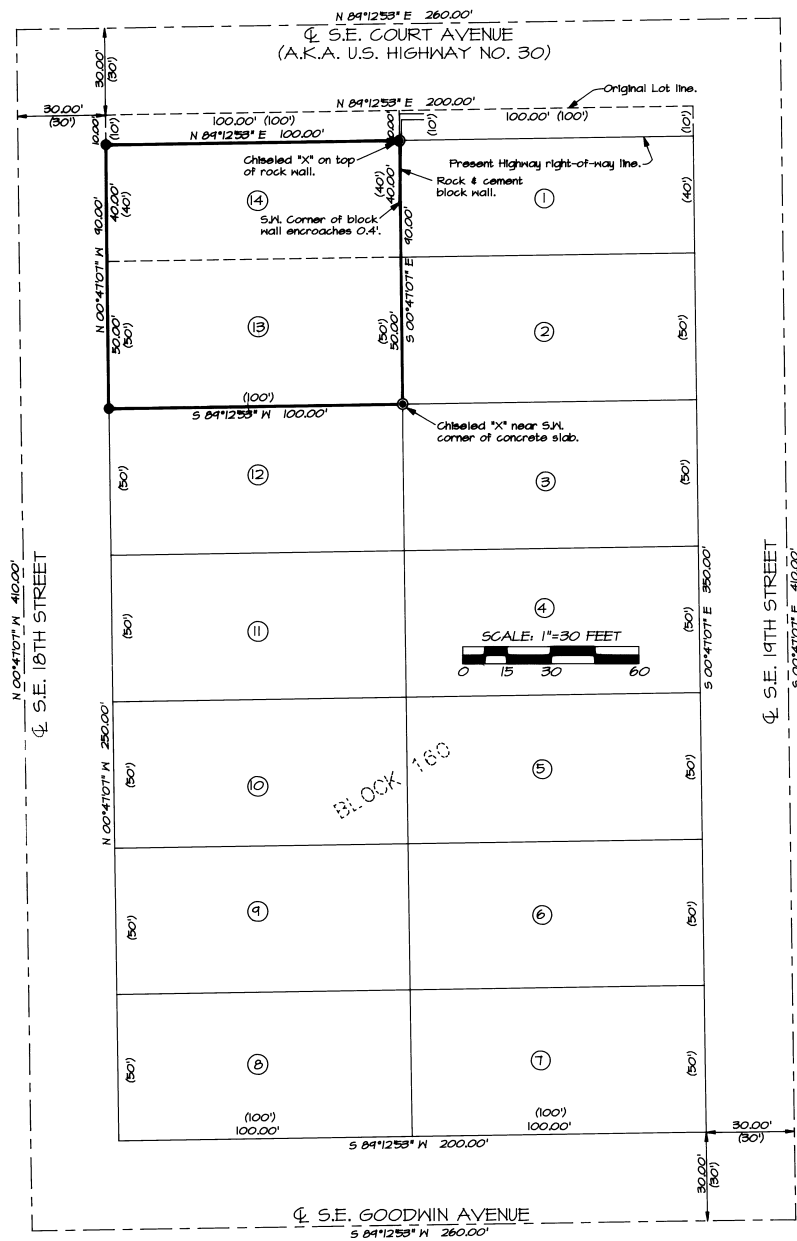 N 89°12'53" E 260.00'
℄ S.E. COURT AVENUE
(A.K.A. U.S. HIGHWAY NO. 30)
30.00'
(30')
30.00'
(30')
N 89°12'53" E 200.00'
Original Lot line.
100.00' (100')
100.00' (100')
10.00'
(10')
N 89°12'53" E 100.00'
10.00'
(10')
(10')
Chiseled "X" on top
of rock wall.
Present Highway right-of-way line.
Rock & cement
block wall.
14
1
40.00'
(40')
(40')
40.00'
(40')
S.W. Corner of block
wall encroaches 0.4'.
N 00°47'07" W 90.00'
S 00°47'07" E 90.00'
13
2
50.00'
(50')
(50')
50.00'
(50')
(100')
S 89°12'53" W 100.00'
Chiseled "X" near S.W.
corner of concrete slab.
12
3
(50')
(50')
N 00°47'07" W 410.00'
℄ S.E. 18TH STREET
S 00°47'07" E 350.00'
℄ S.E. 19TH STREET
S 00°47'07" E 410.00'
11
4
(50')
(50')
SCALE: 1"=30 FEET
0 15 30 60
N 00°47'07" W 250.00'
BLOCK 160
10
5
(50')
(50')
9
6
(50')
(50')
8
7
(50')
(50')
(100')
100.00'
(100')
100.00'
S 89°12'53" W 200.00'
30.00'
(30')
30.00'
(30')
℄ S.E. GOODWIN AVENUE
S 89°12'53" W 260.00'